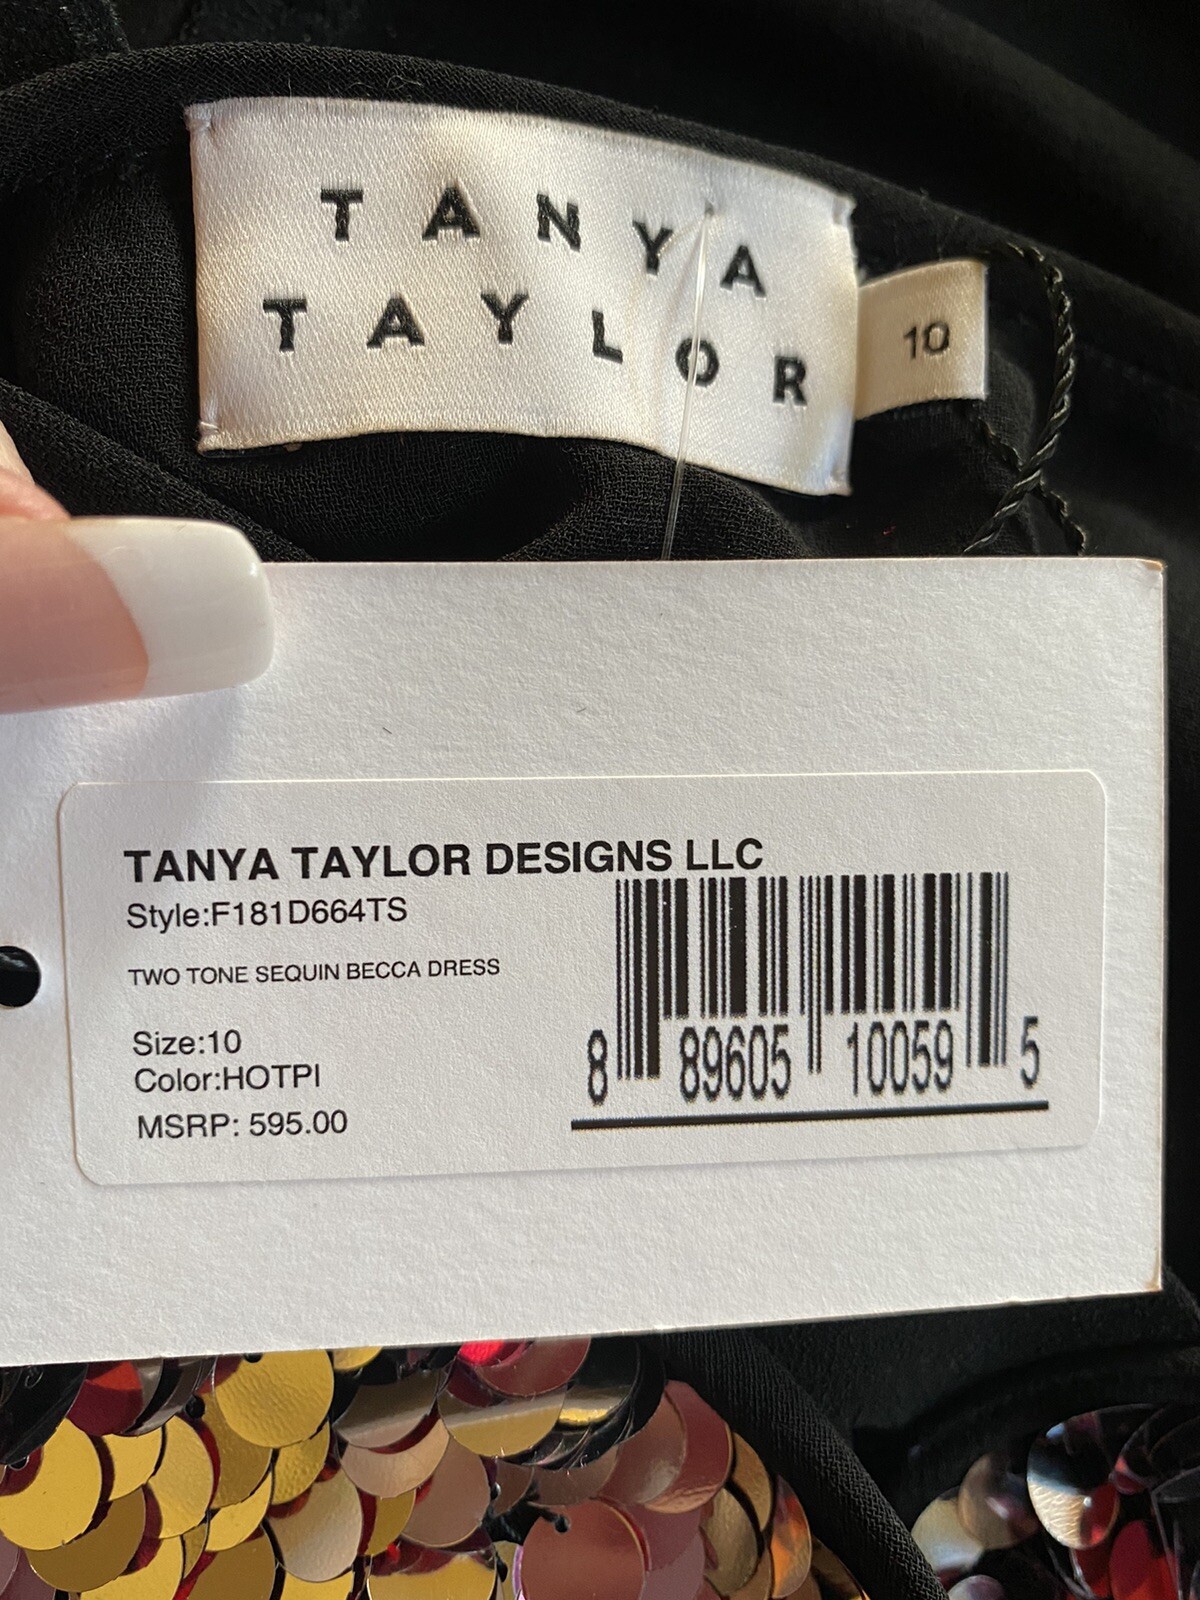 TANYA
TAYLOR
10
TANYA TAYLOR DESIGNS LLC
Style:F181D664TS
TWO TONE SEQUIN BECCA DRESS
Size:10
Color:HOTPI
MSRP: 595.00
8 89605 10059 5